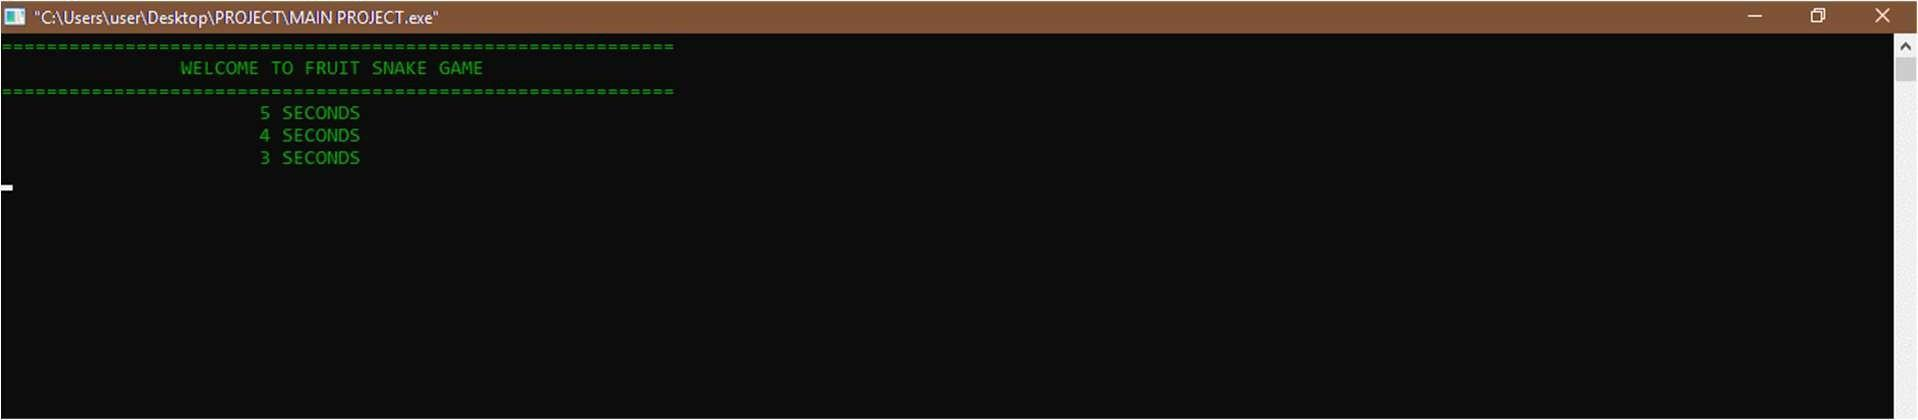 "C:\Users\user\Desktop\PROJECT\MAIN PROJECT.exe"
============================================================
WELCOME TO FRUIT SNAKE GAME
============================================================
5 SECONDS
4 SECONDS
3 SECONDS